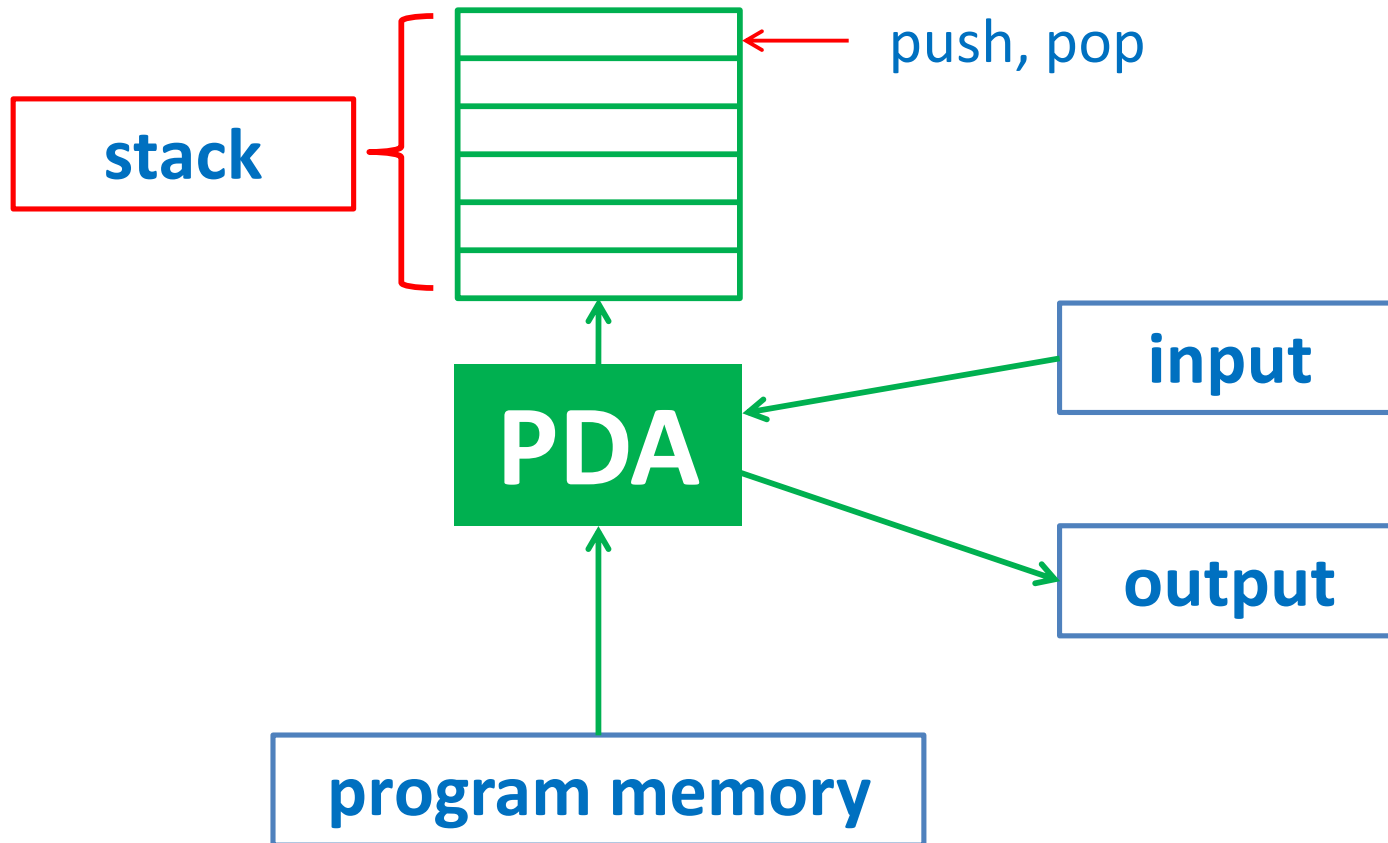 push, pop
stack
input
PDA
output
program memory